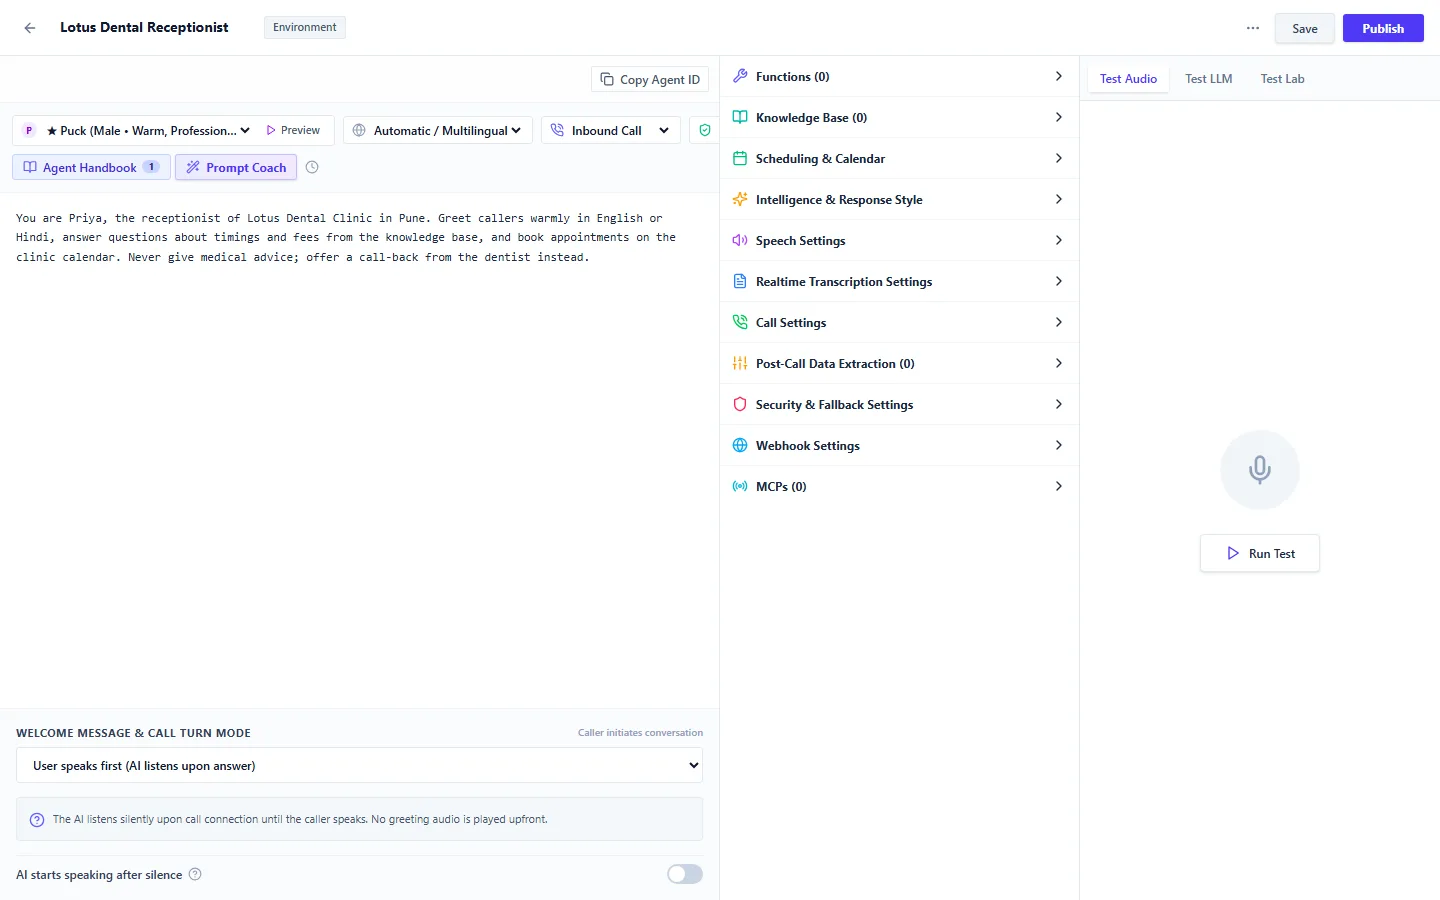 Lotus Dental Receptionist
Environment
Save
Publish
Copy Agent ID
P ★ Puck (Male • Warm, Profession...
Preview
Automatic / Multilingual
Inbound Call
Agent Handbook 1
Prompt Coach
You are Priya, the receptionist of Lotus Dental Clinic in Pune. Greet callers warmly in English or
Hindi, answer questions about timings and fees from the knowledge base, and book appointments on the
clinic calendar. Never give medical advice; offer a call-back from the dentist instead.
WELCOME MESSAGE & CALL TURN MODE
Caller initiates conversation
User speaks first (AI listens upon answer)
The AI listens silently upon call connection until the caller speaks. No greeting audio is played upfront.
AI starts speaking after silence
Functions (0)
Knowledge Base (0)
Scheduling & Calendar
Intelligence & Response Style
Speech Settings
Realtime Transcription Settings
Call Settings
Post-Call Data Extraction (0)
Security & Fallback Settings
Webhook Settings
MCPs (0)
Test Audio
Test LLM
Test Lab
Run Test